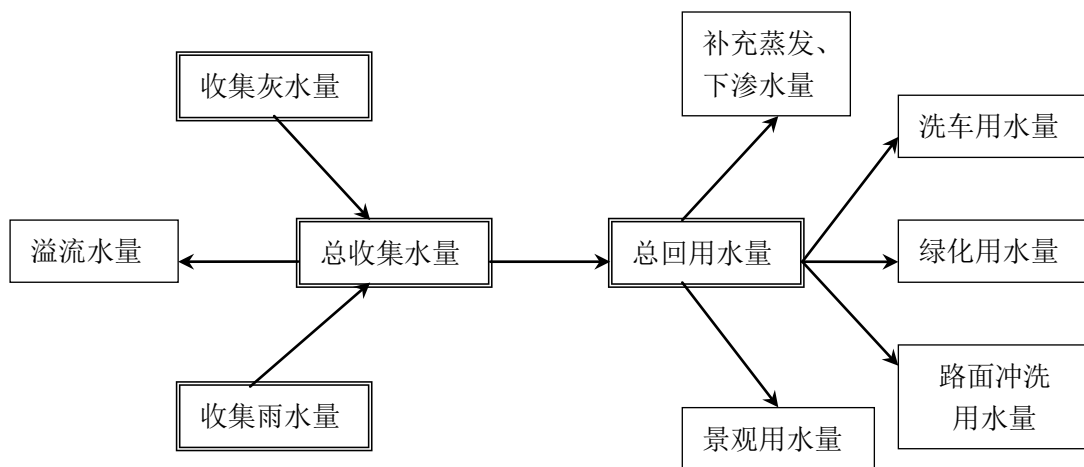 补充蒸发、
下渗水量
收集灰水量
洗车用水量
溢流水量
总收集水量
总回用水量
绿化用水量
收集雨水量
景观用水量
路面冲洗
用水量